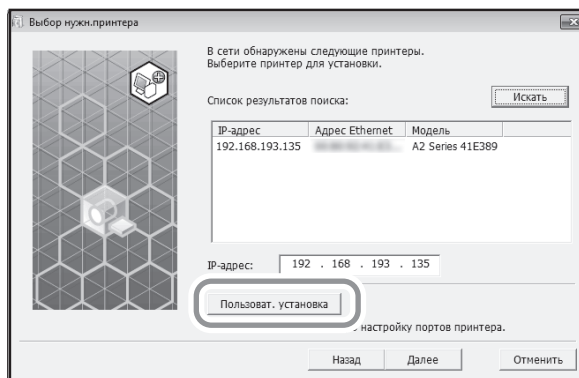 Выбор нужн.принтера
В сети обнаружены следующие принтеры.
Выберите принтер для установки.
Список результатов поиска:
Искать
IP-адрес Адрес Ethernet Модель
192.168.193.135 A2 Series 41E389
IP-адрес: 192 . 168 . 193 . 135
Пользоват. установка
настройку портов принтера.
Назад Далее Отменить